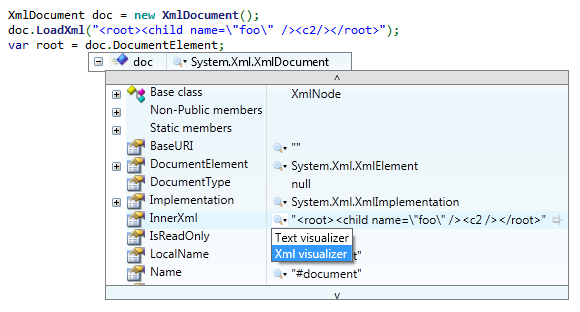 XmlDocument doc = new XmlDocument();
doc.LoadXml("<root><child name=\"foo\" /><c2/></root>");
var root = doc.DocumentElement;
doc System.Xml.XmlDocument
Base class XmlNode
Non-Public members
Static members
BaseURI ""
DocumentElement System.Xml.XmlElement
DocumentType null
Implementation System.Xml.XmlImplementation
InnerXml "<root><child name=\"foo\" /><c2 /></root>"
IsReadOnly
Text visualizer
LocalName t"
Xml visualizer
Name "#document"